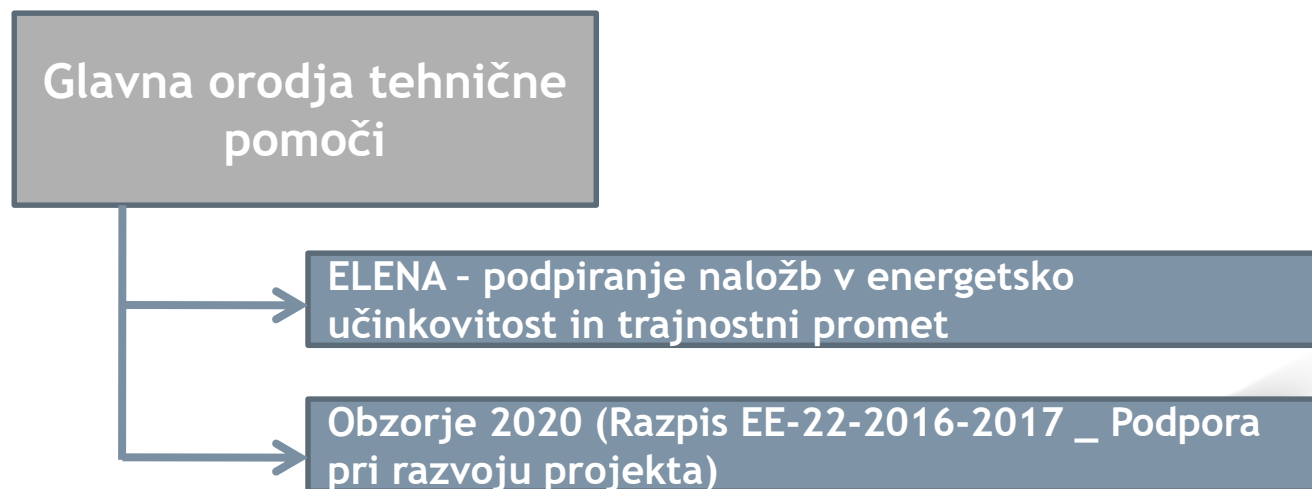 Glavna orodja tehnične
pomoči
ELENA – podpiranje naložb v energetsko
učinkovitost in trajnostni promet
Obzorje 2020 (Razpis EE-22-2016-2017 _ Podpora
pri razvoju projekta)